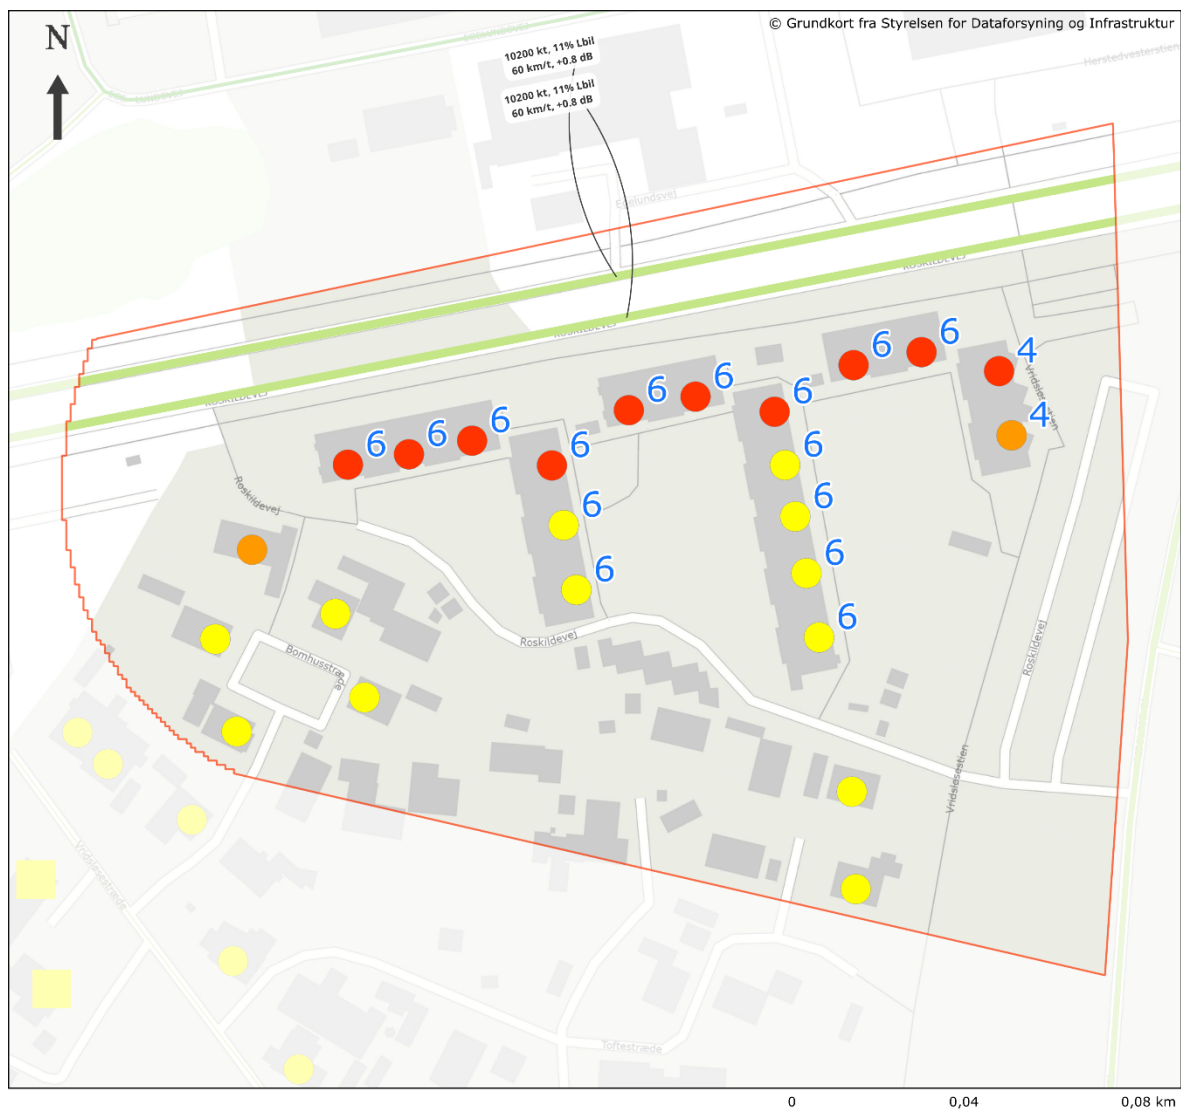 © Grundkort fra Styrelsen for Dataforsyning og Infrastruktur
N
10200 kt, 11% Lbil
60 km/t, +0.8 dB
10200 kt, 11% Lbil
60 km/t, +0.8 dB
Herstedvesterstien
Egelundsvej
ROSKILDEVEJ
ROSKILDEVEJ
ROSKILDEVEJ
6
6
4
6
6
6
Vridsløsestien
6
6
6
4
6
6
6
Roskildevej
6
6
6
6
6
Roskildevej
Roskildevej
Bomhusstræde
Vridsløsestien
Vridsløsestræde
Toftestræde
0
0,04
0,08 km